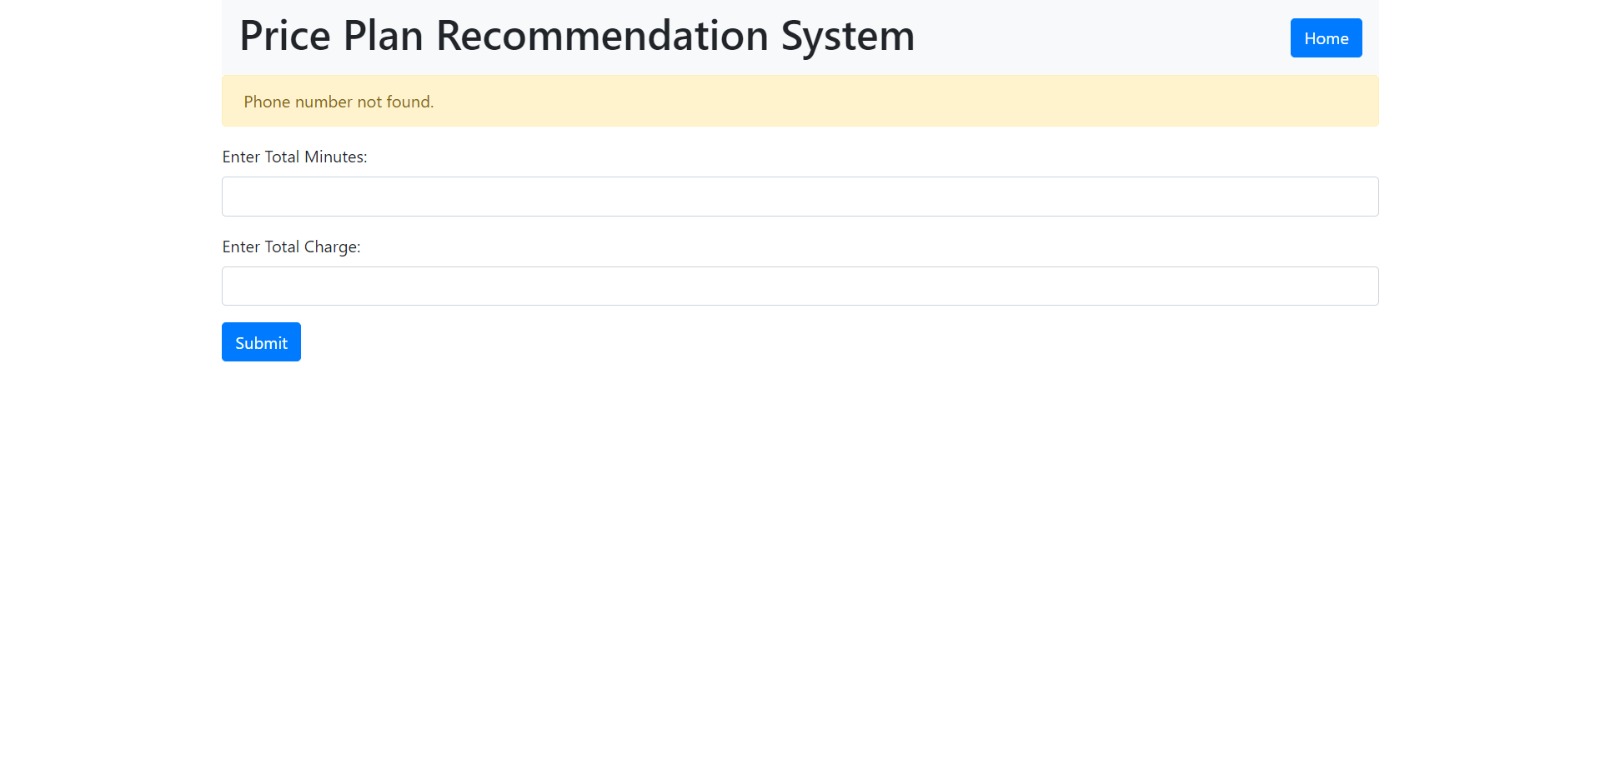 Price Plan Recommendation System
Home
Phone number not found.
Enter Total Minutes:
Enter Total Charge:
Submit